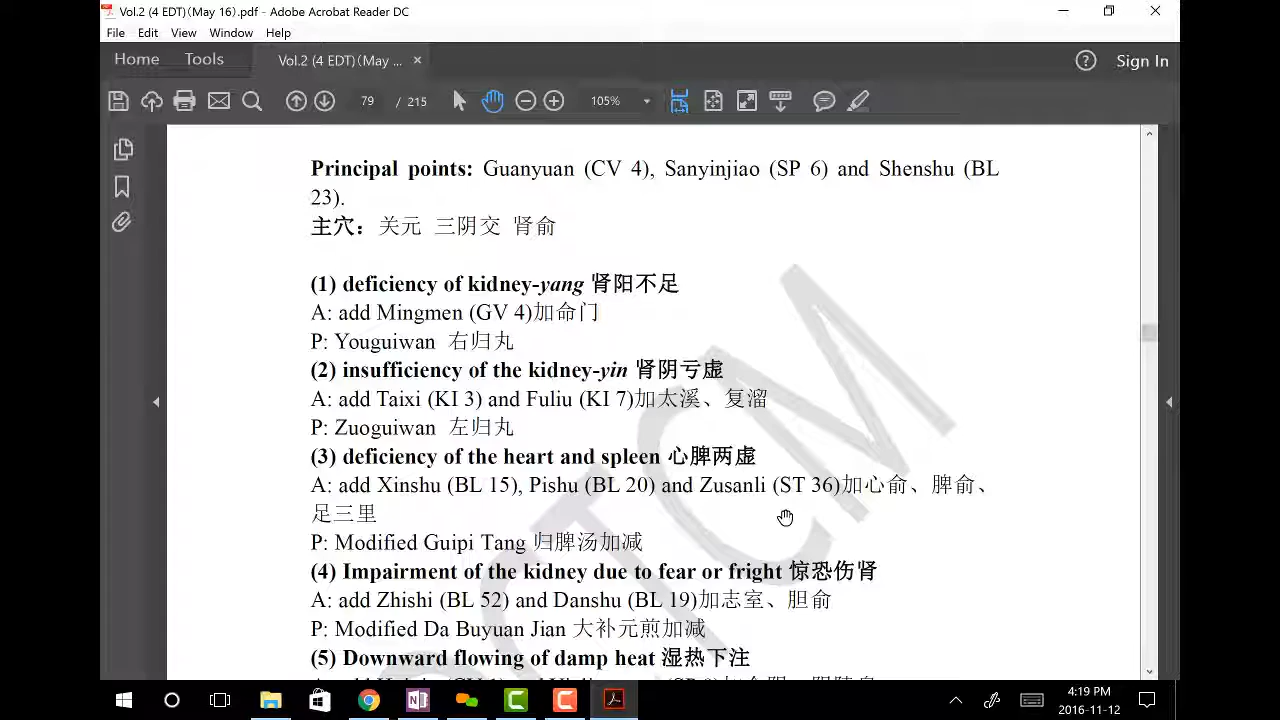 Vol.2 (4 EDT)(May 16).pdf - Adobe Acrobat Reader DC
File Edit View Window Help
Home Tools Vol.2 (4 EDT)(May ... × Sign In
79 / 215 105%
Principal points: Guanyuan (CV 4), Sanyinjiao (SP 6) and Shenshu (BL
23).
主穴：关元 三阴交 肾俞
(1) deficiency of kidney-yang 肾阳不足
A: add Mingmen (GV 4)加命门
P: Youguiwan 右归丸
(2) insufficiency of the kidney-yin 肾阴亏虚
A: add Taixi (KI 3) and Fuliu (KI 7)加太溪、复溜
P: Zuoguiwan 左归丸
(3) deficiency of the heart and spleen 心脾两虚
A: add Xinshu (BL 15), Pishu (BL 20) and Zusanli (ST 36)加心俞、脾俞、
足三里
P: Modified Guipi Tang 归脾汤加减
(4) Impairment of the kidney due to fear or fright 惊恐伤肾
A: add Zhishi (BL 52) and Danshu (BL 19)加志室、胆俞
P: Modified Da Buyuan Jian 大补元煎加减
(5) Downward flowing of damp heat 湿热下注
TCM
4:19 PM
2016-11-12